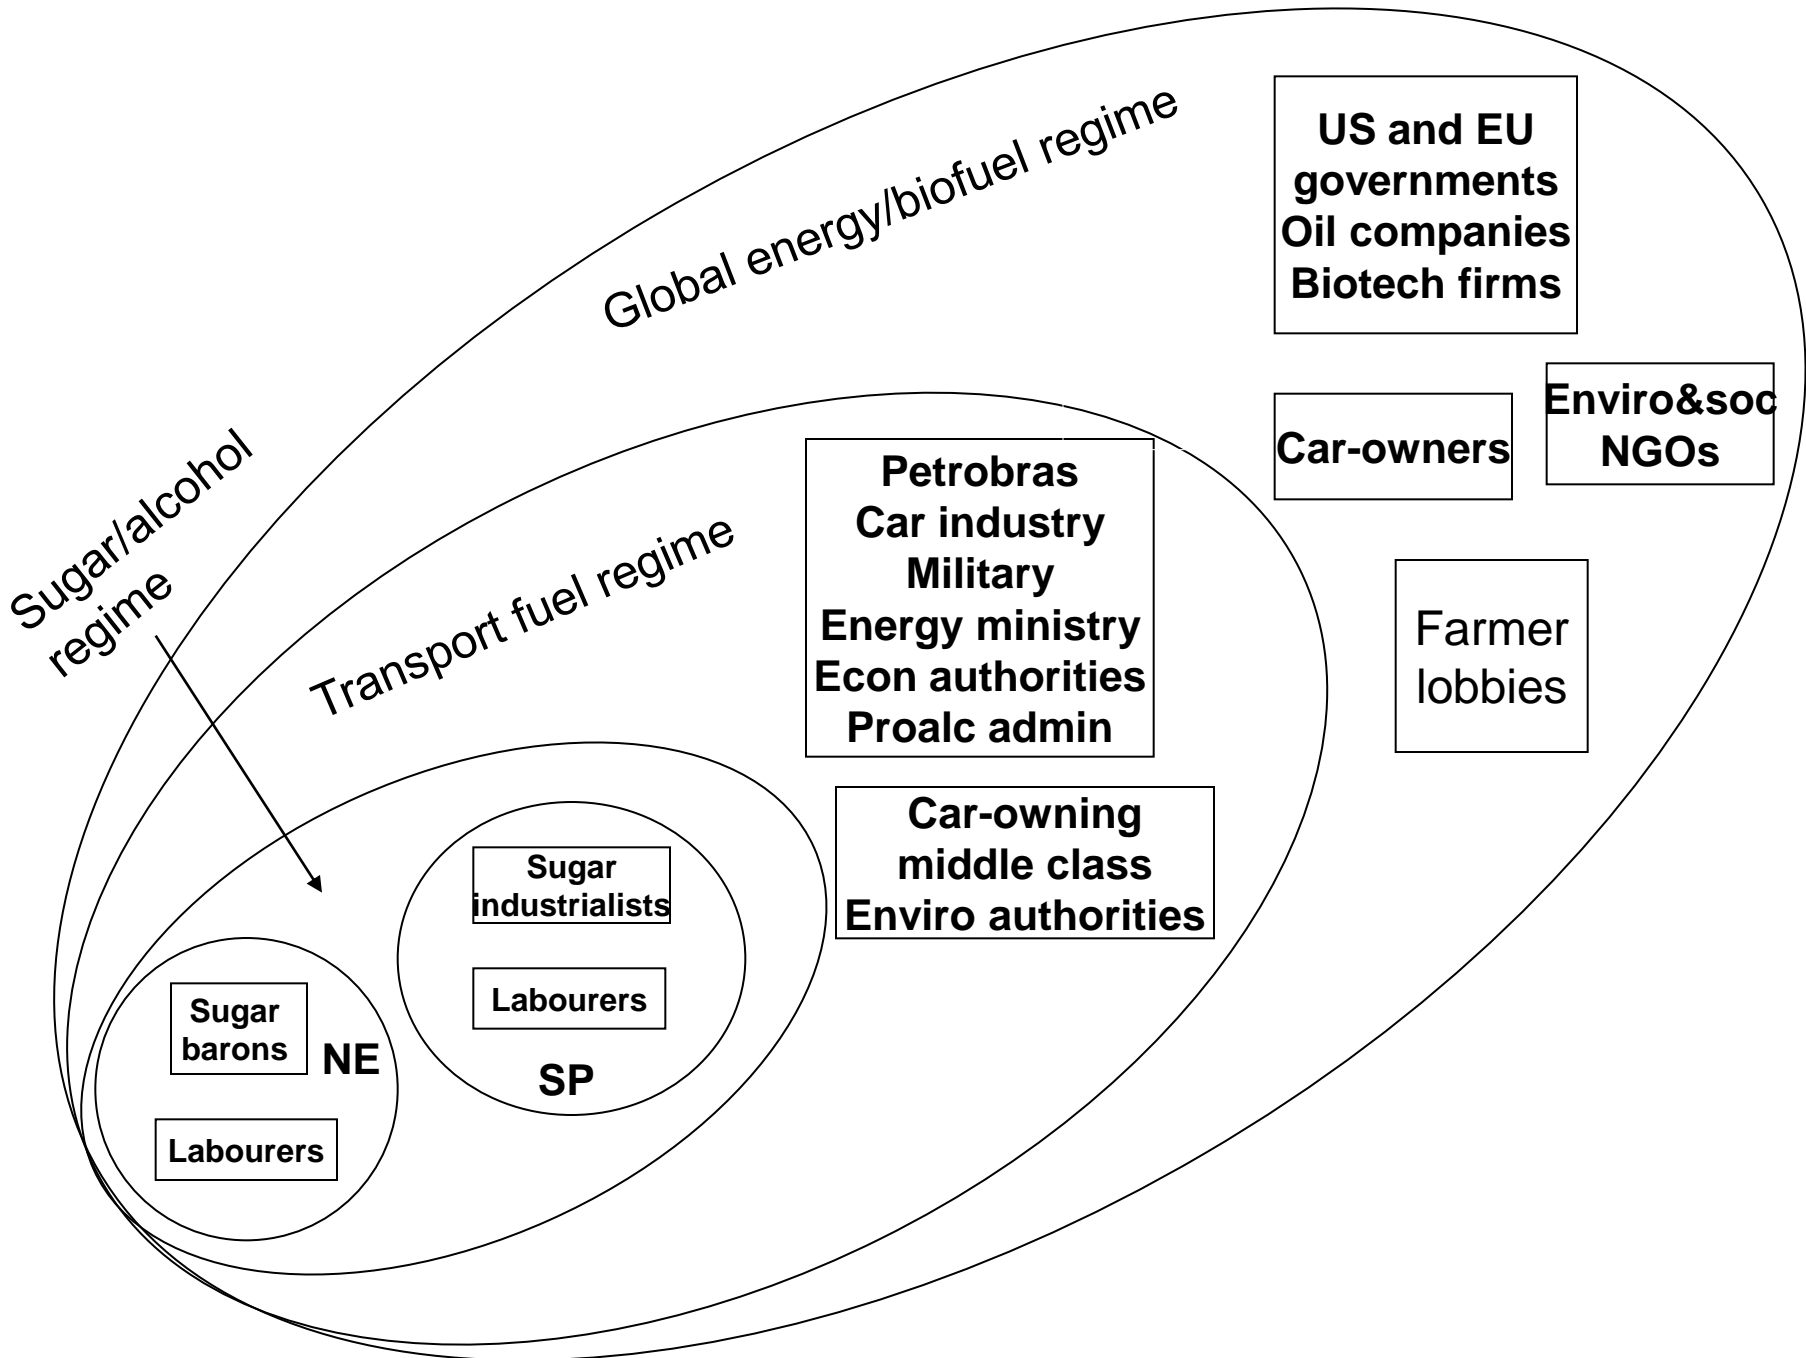 Global energy/biofuel regime
US and EU
governments
Oil companies
Biotech firms
Enviro&soc
NGOs
Car-owners
Sugar/alcohol
regime
Transport fuel regime
Petrobras
Car industry
Military
Energy ministry
Econ authorities
Proalc admin
Farmer
lobbies
Car-owning
middle class
Enviro authorities
Sugar
industrialists
Labourers
SP
Sugar
barons
NE
Labourers